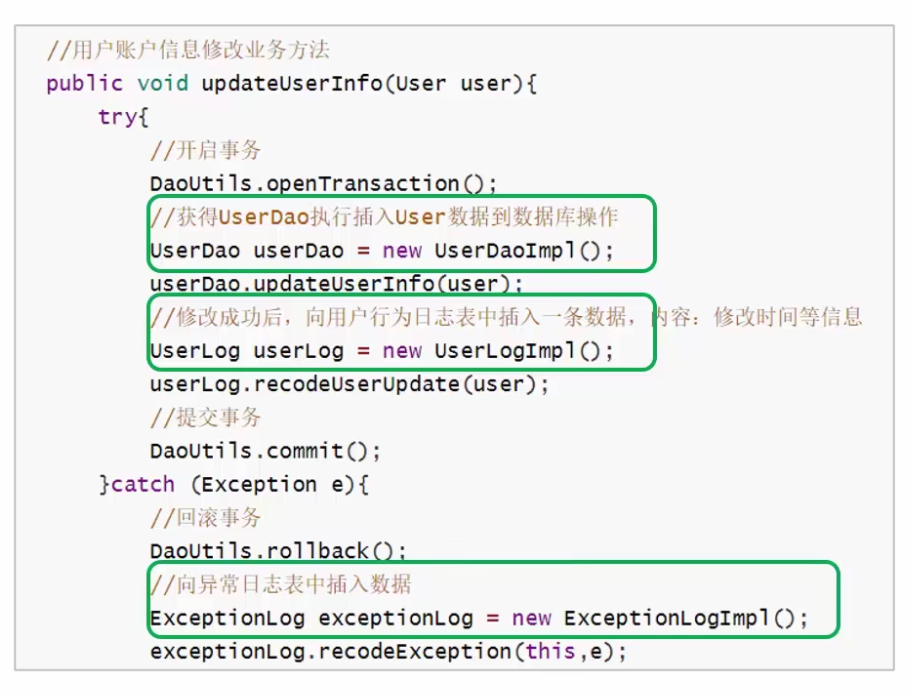 //用户账户信息修改业务方法
public void updateUserInfo(User user){
try{
//开启事务
DaoUtils.openTransaction();
//获得UserDao执行插入User数据到数据库操作
UserDao userDao = new UserDaoImpl();
userDao.updateUserInfo(user);
//修改成功后，向用户行为日志表中插入一条数据，内容：修改时间等信息
UserLog userLog = new UserLogImpl();
userLog.recodeUserUpdate(user);
//提交事务
DaoUtils.commit();
}catch (Exception e){
//回滚事务
DaoUtils.rollback();
//向异常日志表中插入数据
ExceptionLog exceptionLog = new ExceptionLogImpl();
exceptionLog.recodeException(this,e);